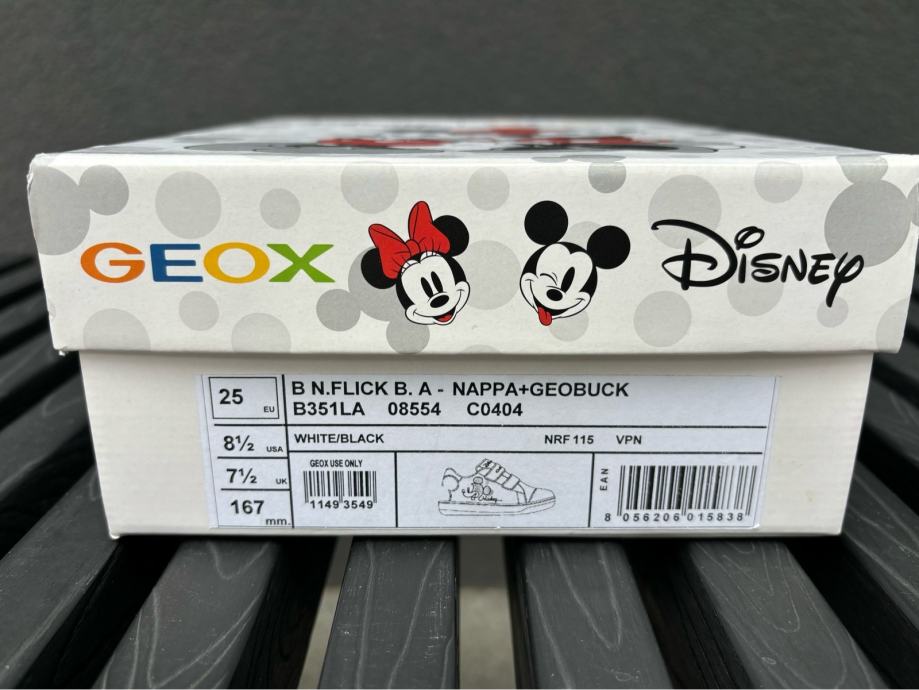 GEOX
Disney
25 EU
B N.FLICK B. A - NAPPA+GEOBUCK
B351LA 08554 C0404
8½ USA
WHITE/BLACK NRF 115 VPN
7½ UK
GEOX USE ONLY
1149 3549
167 mm.
EAN
8 056206 015838